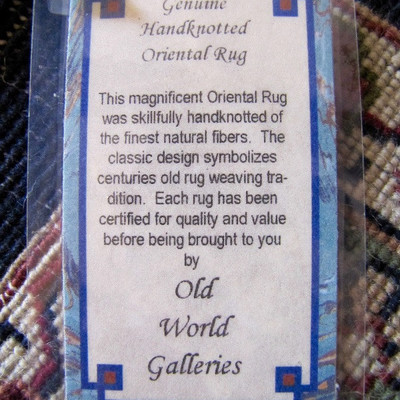 Genuine
Handknotted
Oriental Rug
This magnificent Oriental Rug
was skillfully handknotted of
the finest natural fibers.  The
classic design symbolizes
centuries old rug weaving tra-
dition.  Each rug has been
certified for quality and value
before being brought to you
by
Old
World
Galleries